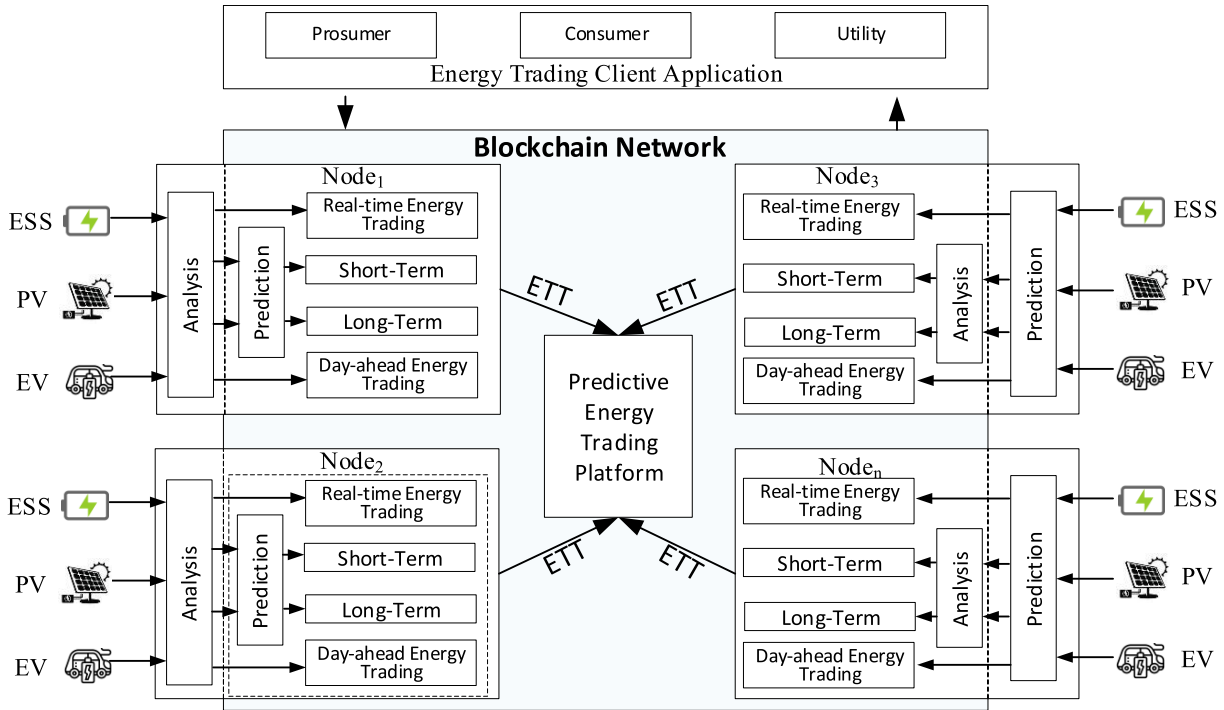 Prosumer
Consumer
Utility
Energy Trading Client Application
Blockchain Network
Node1
ESS
PV
EV
Analysis
Prediction
Real-time Energy
Trading
Short-Term
Long-Term
Day-ahead Energy
Trading
ETT
Node3
Real-time Energy
Trading
Short-Term
Long-Term
Day-ahead Energy
Trading
Analysis
Prediction
ESS
PV
EV
ETT
Predictive
Energy
Trading
Platform
Node2
ESS
PV
EV
Analysis
Prediction
Real-time Energy
Trading
Short-Term
Long-Term
Day-ahead Energy
Trading
ETT
Noden
Real-time Energy
Trading
Short-Term
Long-Term
Day-ahead Energy
Trading
Analysis
Prediction
ESS
PV
EV
ETT